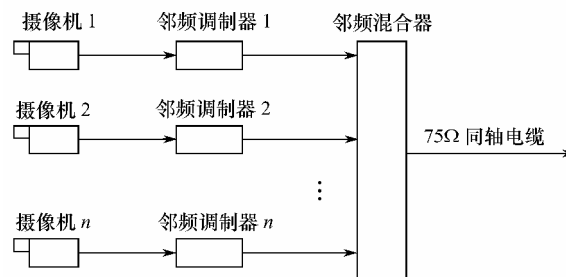 摄像机 1
邻频调制器 1
邻频混合器
摄像机 2
邻频调制器 2
75Ω 同轴电缆
⋮
摄像机 n
邻频调制器 n